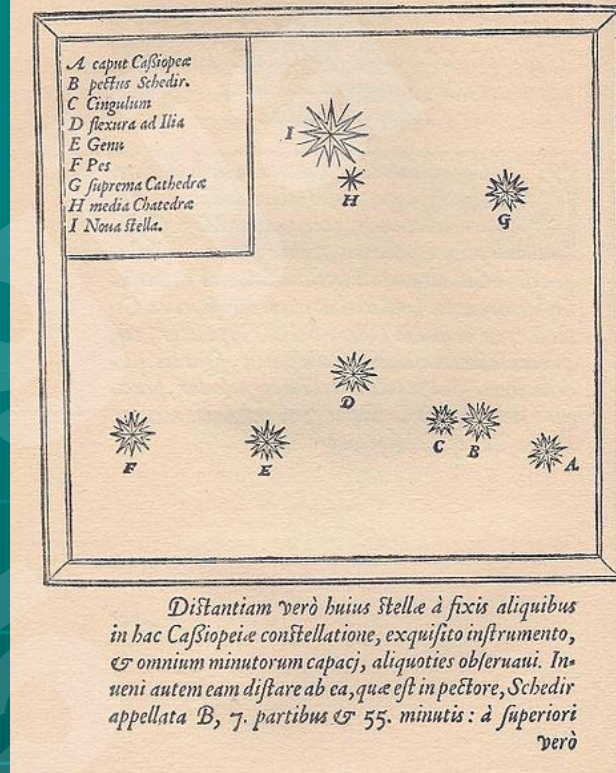 A caput Caßiopeæ
B pectus Schedir.
C Cingulum
D flexura ad Ilia
E Genu
F Pes
G suprema Cathedræ
H media Chatedræ
I Noua stella.
I
H
G
D
C
B
A
E
F
Distantiam verò huius stellæ à fixis aliquibus
in hac Caßiopeiæ constellatione, exquisito instrumento,
& omnium minutorum capacj, aliquoties obseruaui. In-
ueni autem eam distare ab ea, quæ est in pectore, Schedir
appellata B, 7. partibus & 55. minutis : à superiori
verò